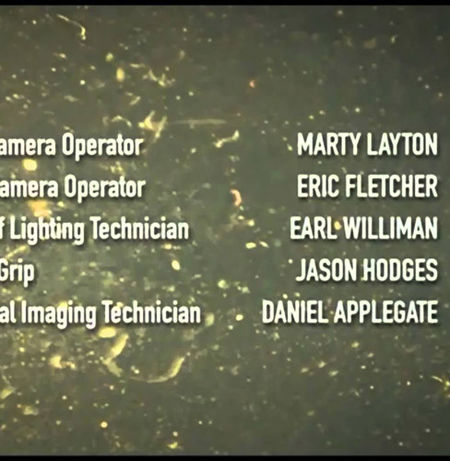 amera Operator MARTY LAYTON
amera Operator ERIC FLETCHER
f Lighting Technician EARL WILLIMAN
Grip JASON HODGES
al Imaging Technician DANIEL APPLEGATE